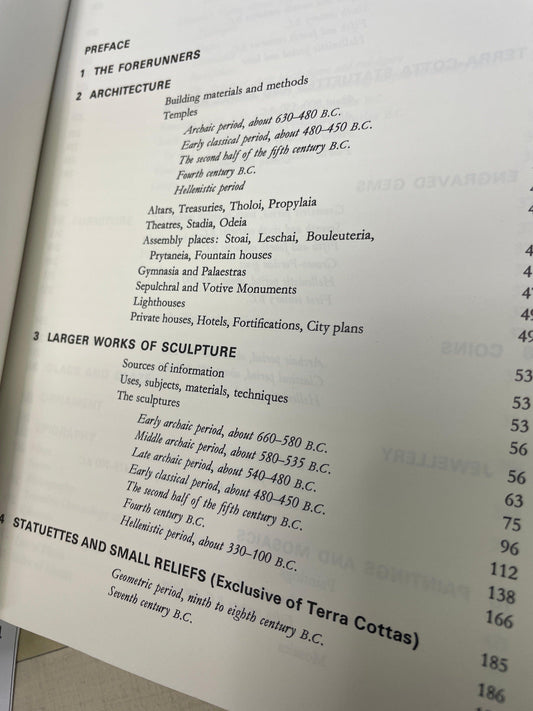 PREFACE
1 THE FORERUNNERS
2 ARCHITECTURE
Building materials and methods
Temples
Archaic period, about 630–480 B.C.
Early classical period, about 480–450 B.C.
The second half of the fifth century B.C.
Fourth century B.C.
Hellenistic period
Altars, Treasuries, Tholoi, Propylaia
Theatres, Stadia, Odeia
Assembly places: Stoai, Leschai, Bouleuteria,
Prytaneia, Fountain houses
Gymnasia and Palaestras
Sepulchral and Votive Monuments
Lighthouses
Private houses, Hotels, Fortifications, City plans
3 LARGER WORKS OF SCULPTURE 53
Sources of information 53
Uses, subjects, materials, techniques 53
The sculptures 56
Early archaic period, about 660–580 B.C. 56
Middle archaic period, about 580–535 B.C. 63
Late archaic period, about 540–480 B.C. 75
Early classical period, about 480–450 B.C. 96
The second half of the fifth century B.C. 112
Fourth century B.C. 138
Hellenistic period, about 330–100 B.C. 166
4 STATUETTES AND SMALL RELIEFS (Exclusive of Terra Cottas) 185
Geometric period, ninth to eighth century B.C. 186
Seventh century B.C.